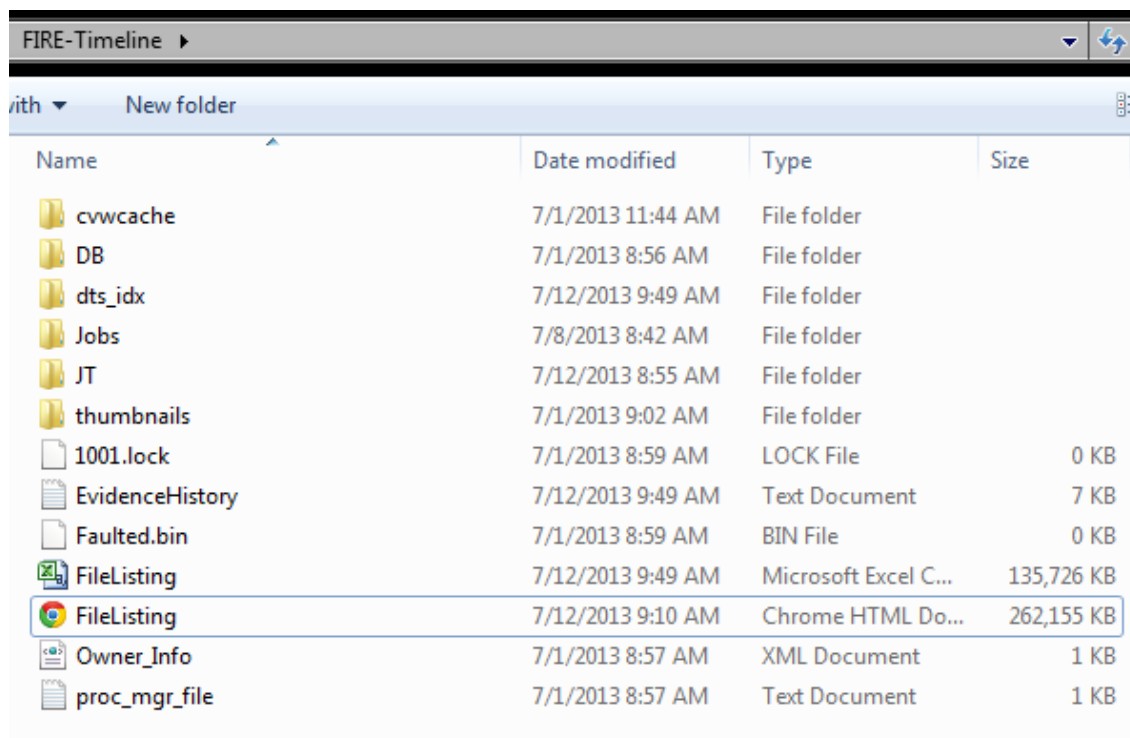 FIRE-Timeline
with New folder
Name Date modified Type Size
cvwcache 7/1/2013 11:44 AM File folder
DB 7/1/2013 8:56 AM File folder
dts_idx 7/12/2013 9:49 AM File folder
Jobs 7/8/2013 8:42 AM File folder
JT 7/12/2013 8:55 AM File folder
thumbnails 7/1/2013 9:02 AM File folder
1001.lock 7/1/2013 8:59 AM LOCK File 0 KB
EvidenceHistory 7/12/2013 9:49 AM Text Document 7 KB
Faulted.bin 7/1/2013 8:59 AM BIN File 0 KB
FileListing 7/12/2013 9:49 AM Microsoft Excel C... 135,726 KB
FileListing 7/12/2013 9:10 AM Chrome HTML Do... 262,155 KB
Owner_Info 7/1/2013 8:57 AM XML Document 1 KB
proc_mgr_file 7/1/2013 8:57 AM Text Document 1 KB